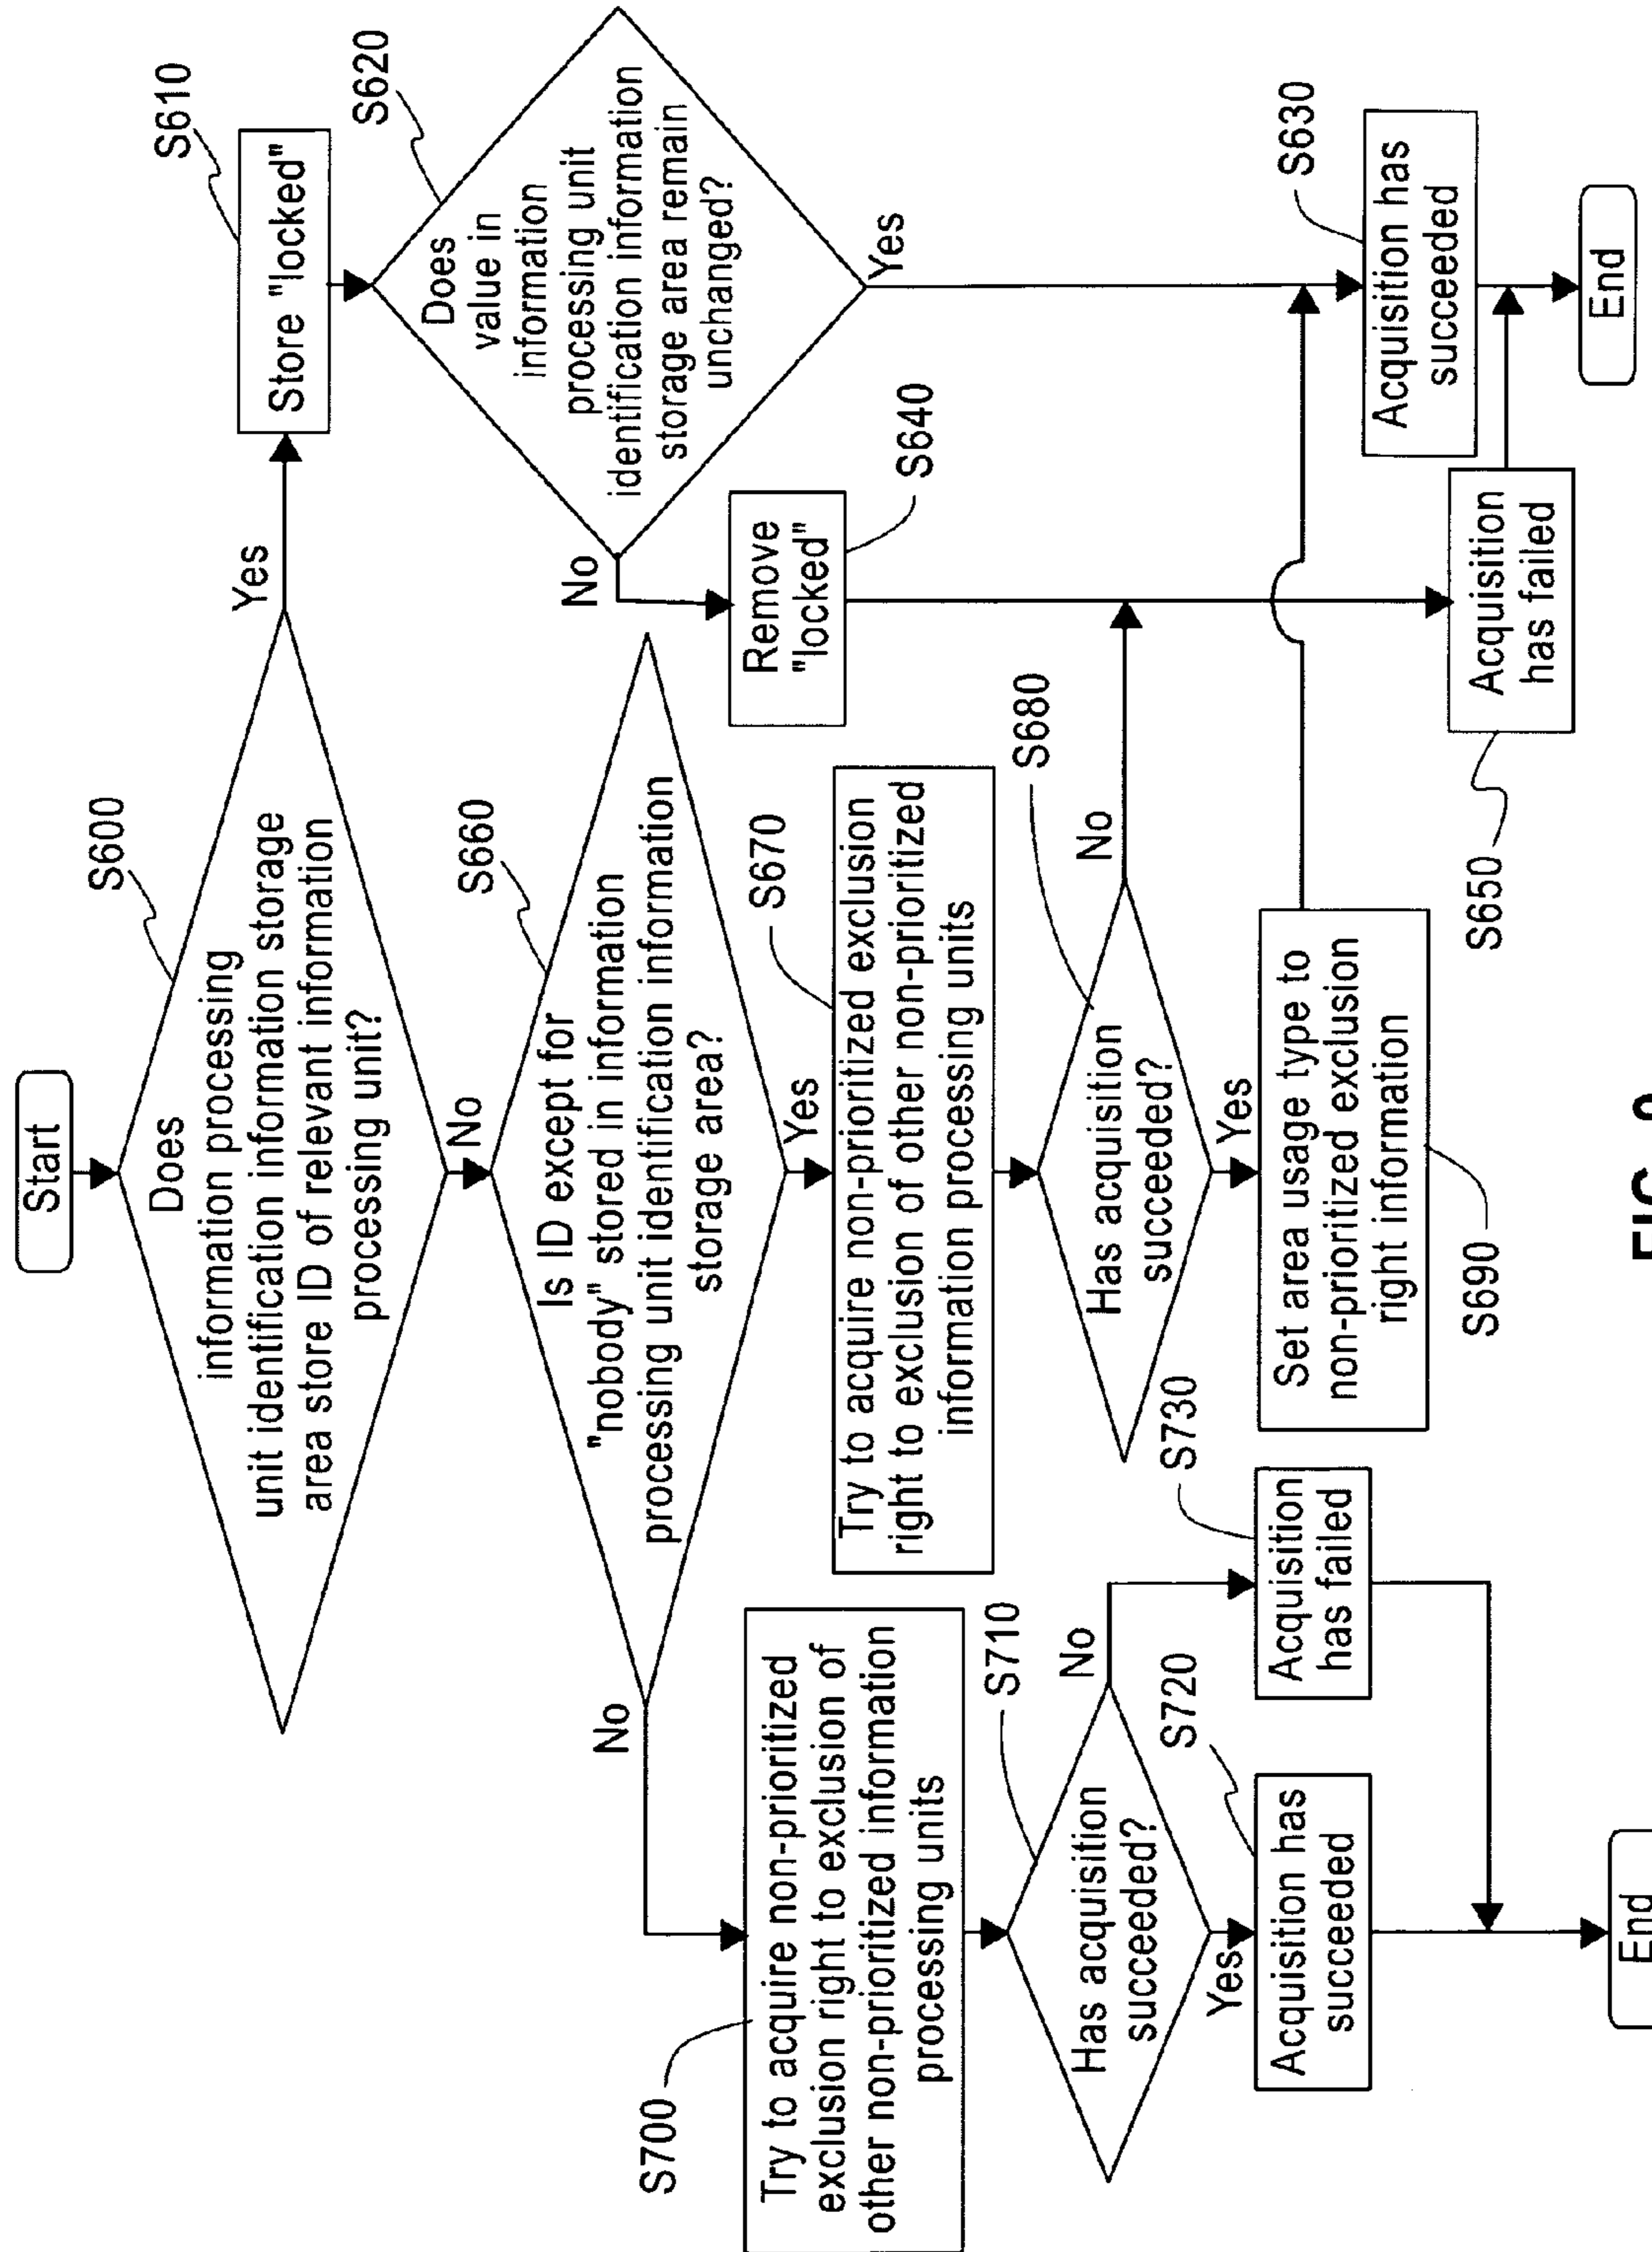 Start
S600
Does
information processing
unit identification information storage
area store ID of relevant information
processing unit?
Yes
No
S610
Store "locked"
S620
Does
value in
information
processing unit
identification information
storage area remain
unchanged?
No
Yes
S640
Remove
"locked"
S630
Acquisition has
succeeded
S650
Acquisition
has failed
End
S660
Is ID except for
"nobody" stored in information
processing unit identification information
storage area?
Yes
No
S670
Try to acquire non-prioritized exclusion
right to exclusion of other non-prioritized
information processing units
S680
Has acquisition
succeeded?
No
Yes
S690
Set area usage type to
non-prioritized exclusion
right information
S700
Try to acquire non-prioritized
exclusion right to exclusion of
other non-prioritized information
processing units
S710
Has acquisition
succeeded?
No
Yes
S720
Acquisition has
succeeded
S730
Acquisition
has failed
End
FIG.